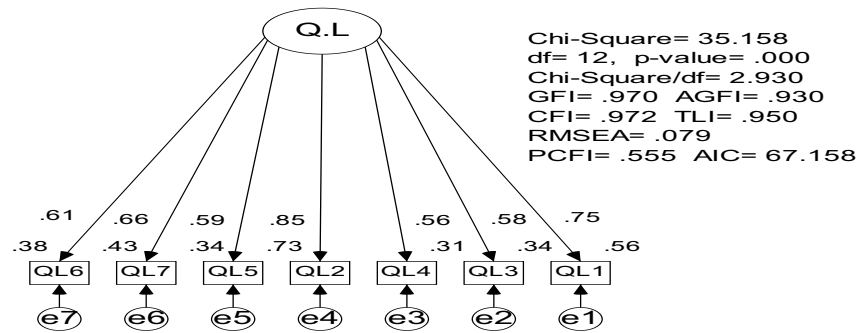 Q.L
Chi-Square= 35.158
df= 12, p-value= .000
Chi-Square/df= 2.930
GFI= .970 AGFI= .930
CFI= .972 TLI= .950
RMSEA= .079
PCFI= .555 AIC= 67.158
.61 .66 .59 .85 .56 .58 .75
.38 .43 .34 .73 .31 .34 .56
QL6 QL7 QL5 QL2 QL4 QL3 QL1
e7 e6 e5 e4 e3 e2 e1